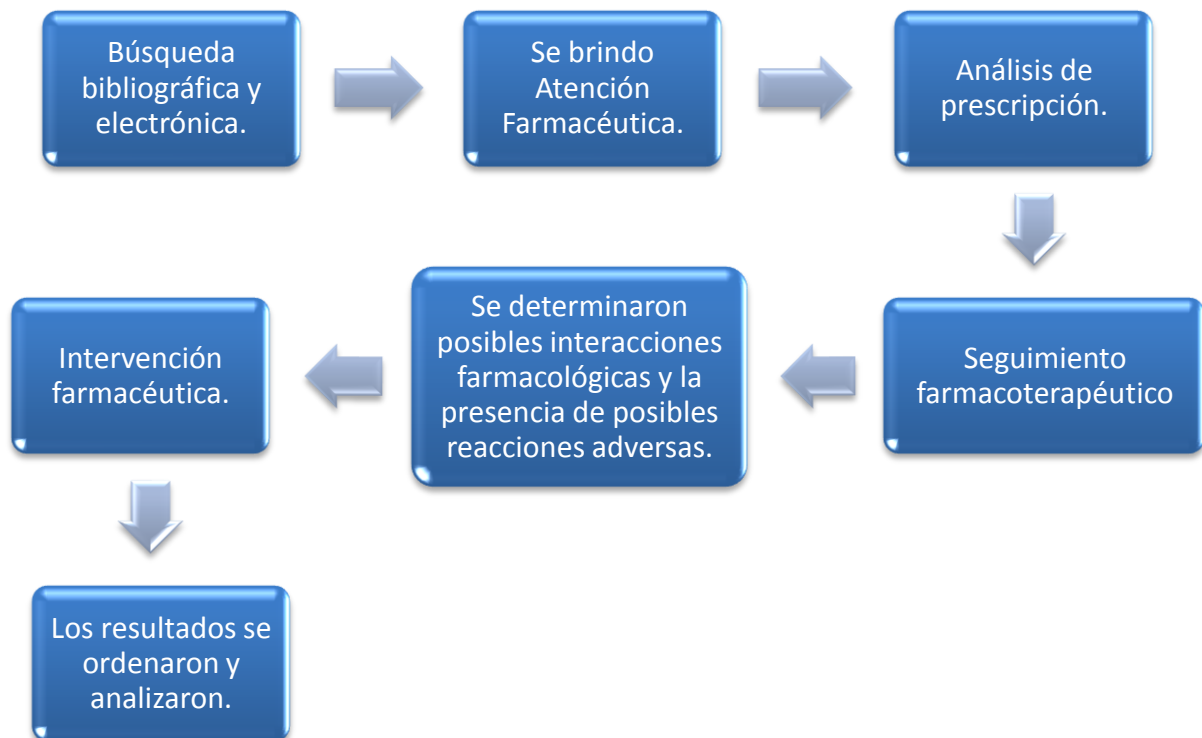 Búsqueda
bibliográfica y
electrónica.
Se brindo
Atención
Farmacéutica.
Análisis de
prescripción.
Seguimiento
farmacoterapéutico
Se determinaron
posibles interacciones
farmacológicas y la
presencia de posibles
reacciones adversas.
Intervención
farmacéutica.
Los resultados se
ordenaron y
analizaron.